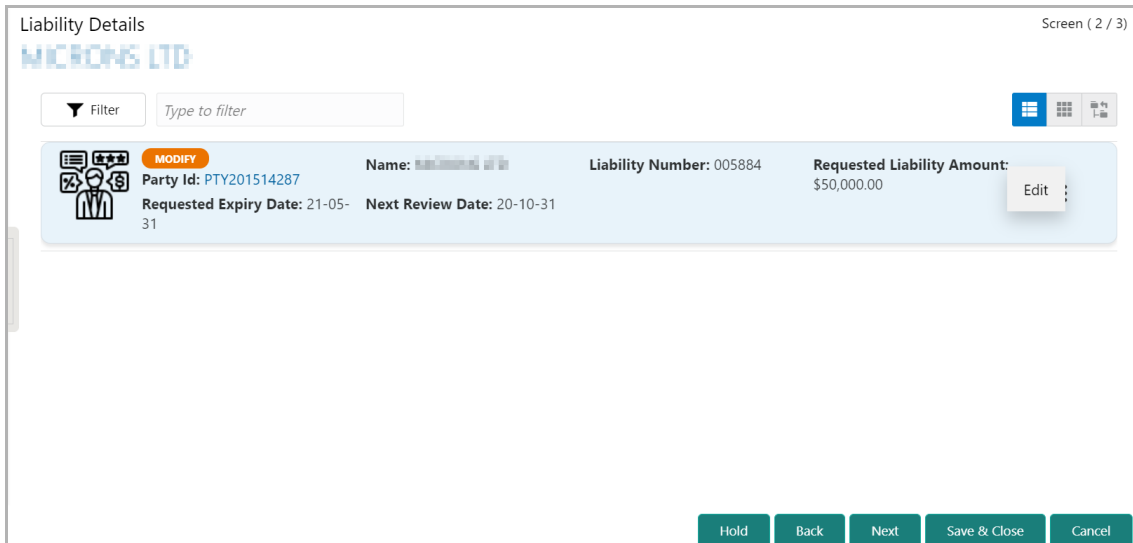 Liability Details
Screen ( 2 / 3)
MICRONS LTD
Filter
Type to filter
MODIFY
Party Id: PTY201514287
Name:
Liability Number: 005884
Requested Liability Amount:
$50,000.00
Edit
Requested Expiry Date: 21-05-
31
Next Review Date: 20-10-31
Hold
Back
Next
Save & Close
Cancel